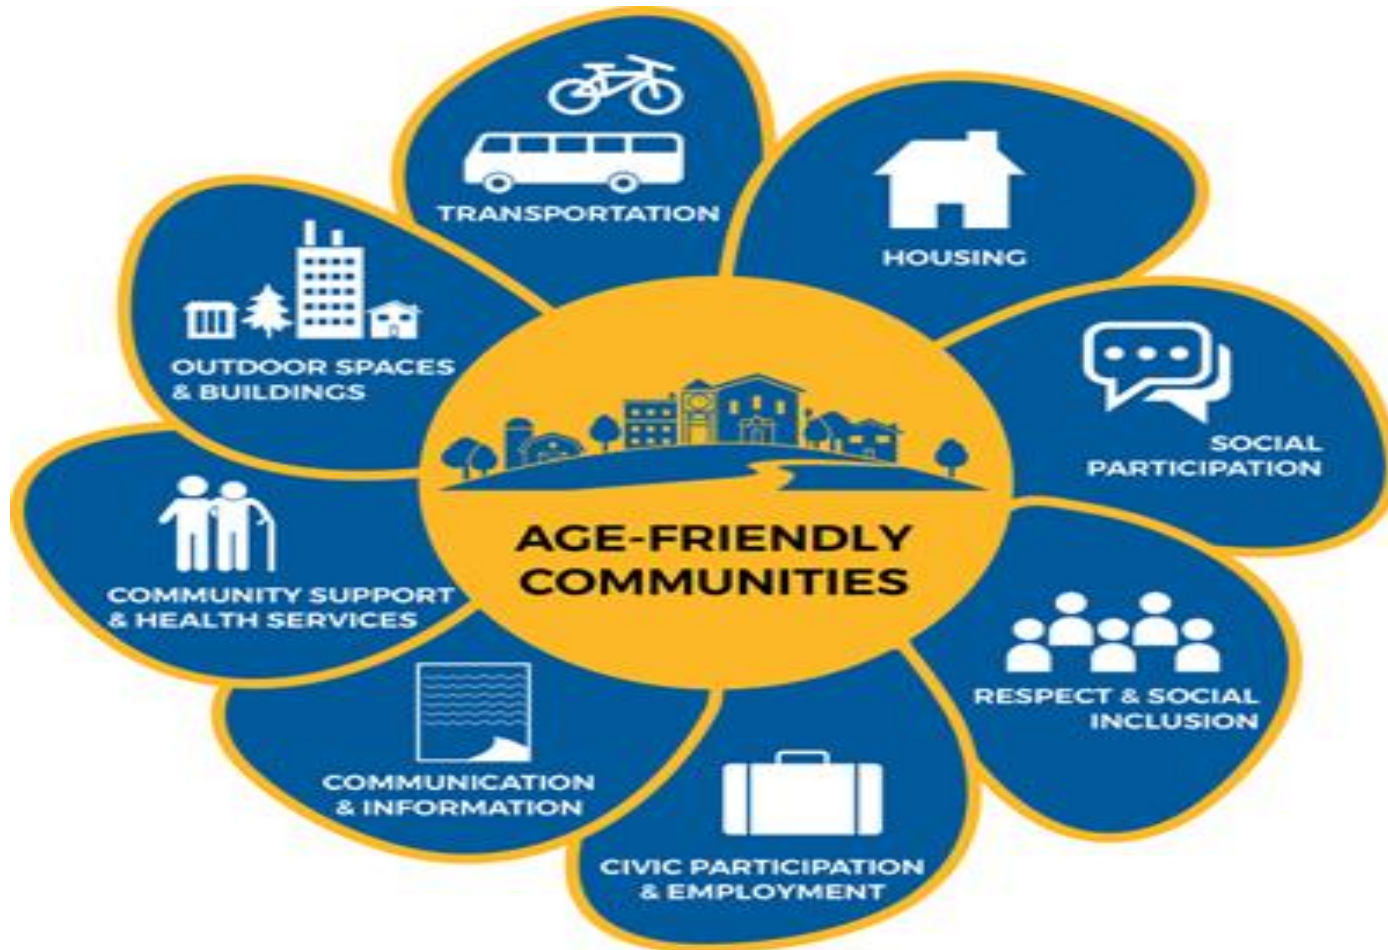 TRANSPORTATION
HOUSING
SOCIAL
PARTICIPATION
RESPECT & SOCIAL
INCLUSION
CIVIC PARTICIPATION
& EMPLOYMENT
COMMUNICATION
& INFORMATION
COMMUNITY SUPPORT
& HEALTH SERVICES
OUTDOOR SPACES
& BUILDINGS
AGE-FRIENDLY
COMMUNITIES